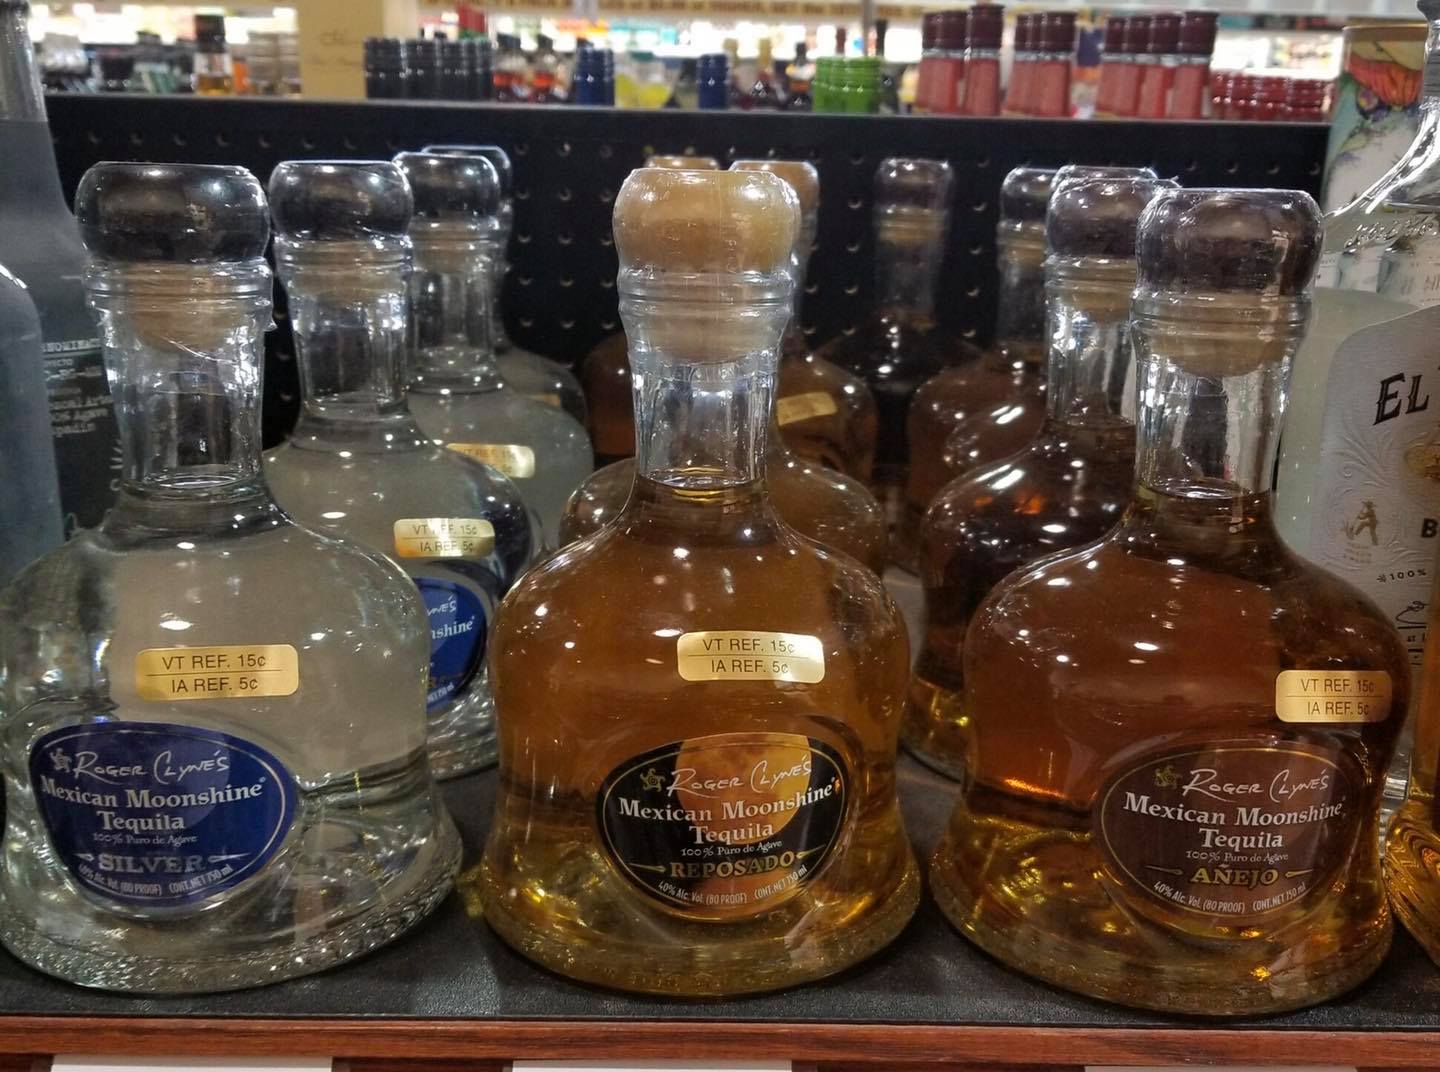 VT REF. 15¢
IA REF. 5¢
ROGER CLYNE'S
Mexican Moonshine®
Tequila
100% Puro de Agave
SILVER
40% Alc. Vol. (80 PROOF) CONT. NET 750 ml
VT REF. 15¢
IA REF. 5¢
VT REF. 15¢
IA REF. 5¢
ROGER CLYNE'S
Mexican Moonshine®
Tequila
100% Puro de Agave
REPOSADO
40% Alc. Vol. (80 PROOF) CONT. NET 750 ml
VT REF. 15¢
IA REF. 5¢
ROGER CLYNE'S
Mexican Moonshine®
Tequila
100% Puro de Agave
AÑEJO
40% Alc. Vol. (80 PROOF) CONT. NET 750 ml
EL
100%